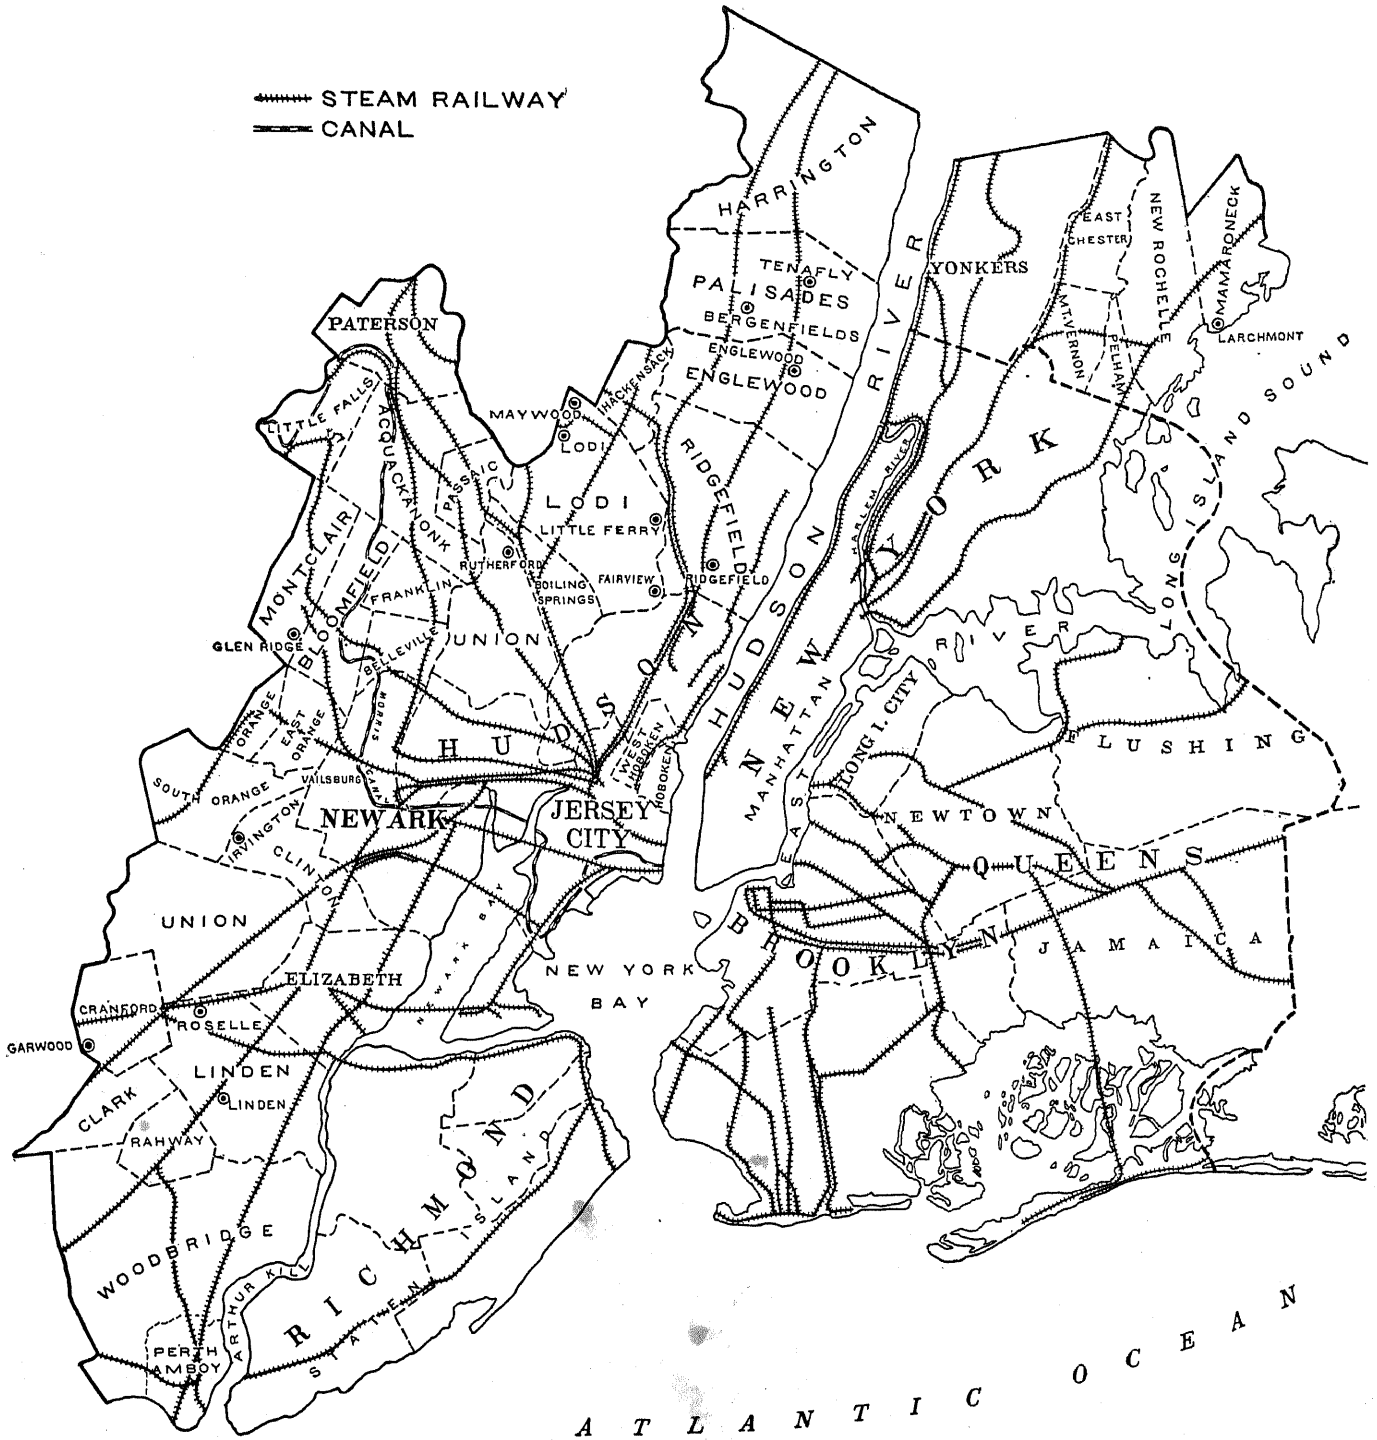 STEAM RAILWAY
CANAL
HARRINGTON
EAST
CHESTER
NEW ROCHELLE
MAMARONECK
YONKERS
TENAFLY
PALISADES
BERGENFIELDS
MT. VERNON
PELHAM
LARCHMONT
PATERSON
ENGLEWOOD
ENGLEWOOD
HACKENSACK
LITTLE FALLS
ACQUACKANONK
MAYWOOD
LODI
PASSAIC
LODI
LITTLE FERRY
RIDGEFIELD
HUDSON RIVER
HARLEM RIVER
NEW YORK
LONG ISLAND SOUND
MONTCLAIR
BLOOMFIELD
FRANKLIN
RUTHERFORD
BOILING
SPRINGS
FAIRVIEW
RIDGEFIELD
GLEN RIDGE
BELLEVILLE
UNION
HUDSON
ORANGE
EAST
ORANGE
MORRIS CANAL
WEST
HOBOKEN
HOBOKEN
MANHATTAN
EAST RIVER
LONG I. CITY
FLUSHING
SOUTH ORANGE
VAILSBURG
IRVINGTON
NEWARK
JERSEY
CITY
NEWTOWN
CLINTON
QUEENS
UNION
NEWARK BAY
BROOKLYN
JAMAICA
ELIZABETH
NEW YORK
BAY
CRANFORD
ROSELLE
GARWOOD
LINDEN
CLARK
LINDEN
RAHWAY
RICHMOND
STATEN ISLAND
WOODBRIDGE
ARTHUR KILL
PERTH
AMBOY
ATLANTIC OCEAN